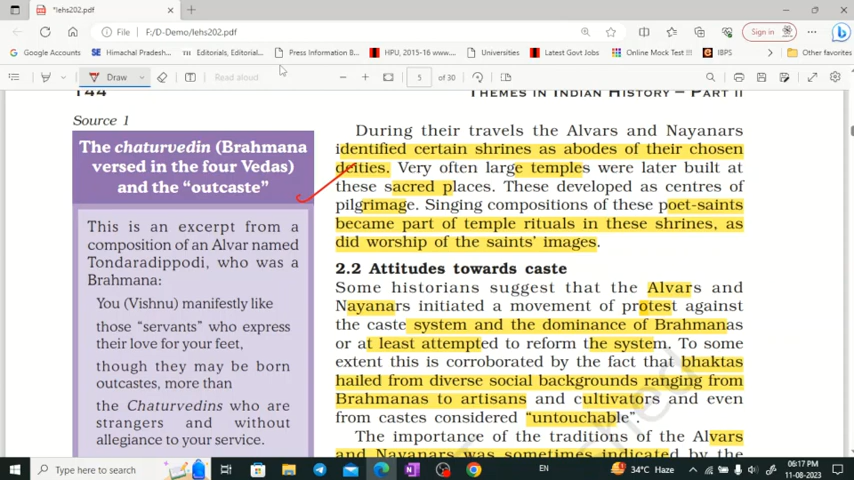 *lehs202.pdf
File F:/D-Demo/lehs202.pdf
Sign in
Google Accounts Himachal Pradesh... Editorials, Editorial... Press Information B... HPU, 2015-16 www.... Universities Latest Govt Jobs Online Mock Test ||| IBPS Other favorites
Draw Read aloud 5 of 30
144 THEMES IN INDIAN HISTORY – PART II
Source 1
The chaturvedin (Brahmana
versed in the four Vedas)
and the “outcaste”
This is an excerpt from a
composition of an Alvar named
Tondaradippodi, who was a
Brahmana:
You (Vishnu) manifestly like
those “servants” who express
their love for your feet,
though they may be born
outcastes, more than
the Chaturvedins who are
strangers and without
allegiance to your service.
During their travels the Alvars and Nayanars
identified certain shrines as abodes of their chosen
deities. Very often large temples were later built at
these sacred places. These developed as centres of
pilgrimage. Singing compositions of these poet-saints
became part of temple rituals in these shrines, as
did worship of the saints’ images.
2.2 Attitudes towards caste
Some historians suggest that the Alvars and
Nayanars initiated a movement of protest against
the caste system and the dominance of Brahmanas
or at least attempted to reform the system. To some
extent this is corroborated by the fact that bhaktas
hailed from diverse social backgrounds ranging from
Brahmanas to artisans and cultivators and even
from castes considered “untouchable”.
The importance of the traditions of the Alvars
and Nayanars was sometimes indicated by the
Type here to search EN 34°C Haze 06:17 PM
11-08-2023